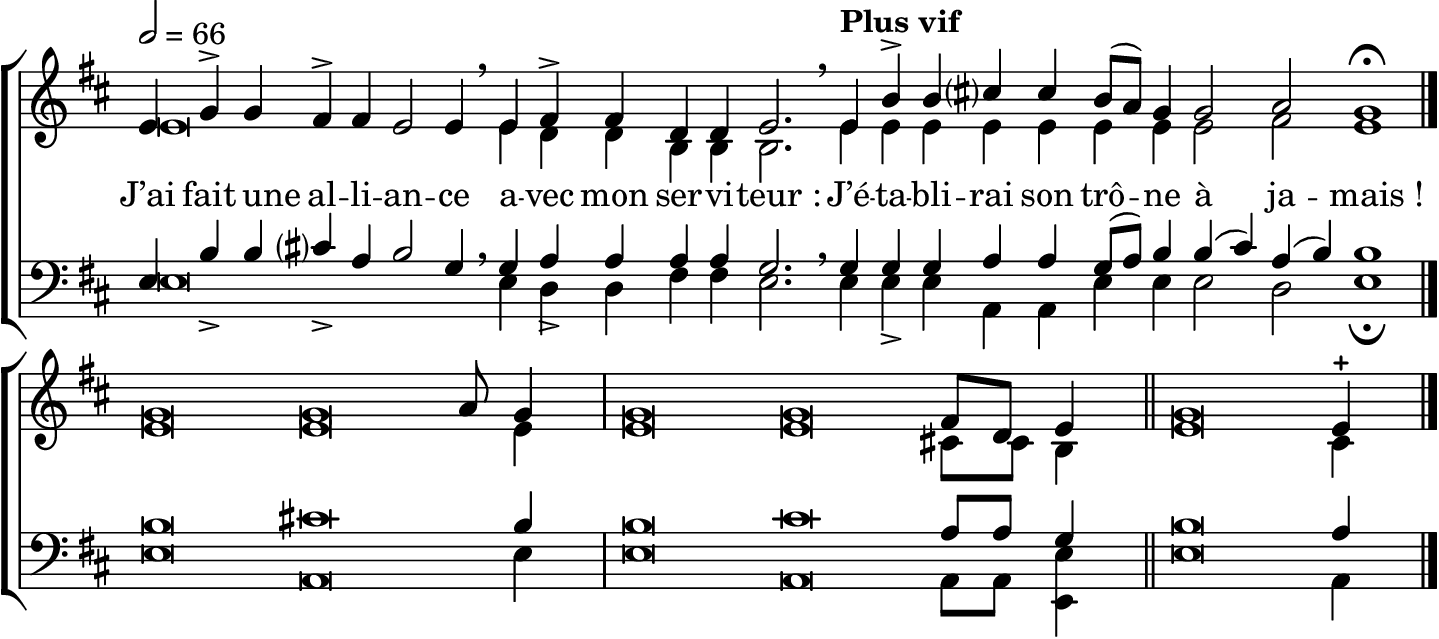 𝅗𝅥 = 66
Plus vif
J’ai fait une al – li – an – ce a – vec mon ser – vi – teur : J’é – ta – bli – rai son trô – ne à ja – mais !